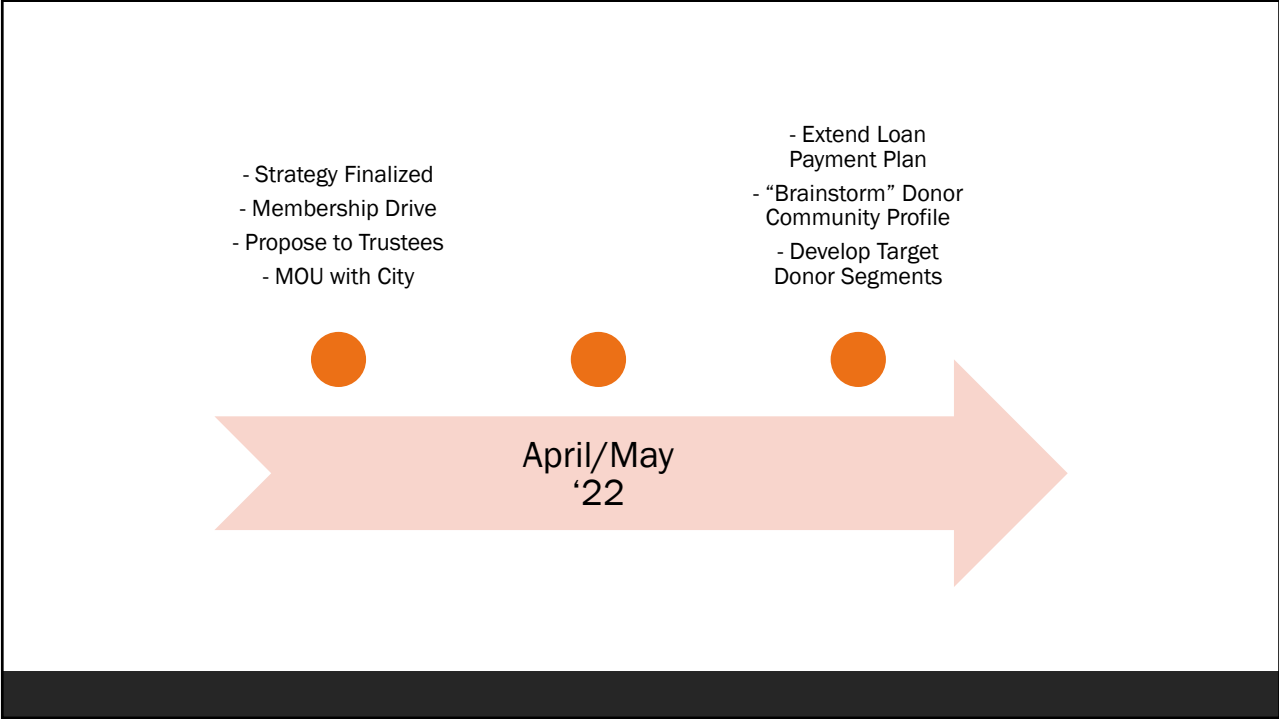 - Strategy Finalized
- Membership Drive
- Propose to Trustees
- MOU with City
- Extend Loan
Payment Plan
- “Brainstorm” Donor
Community Profile
- Develop Target
Donor Segments
April/May
‘22